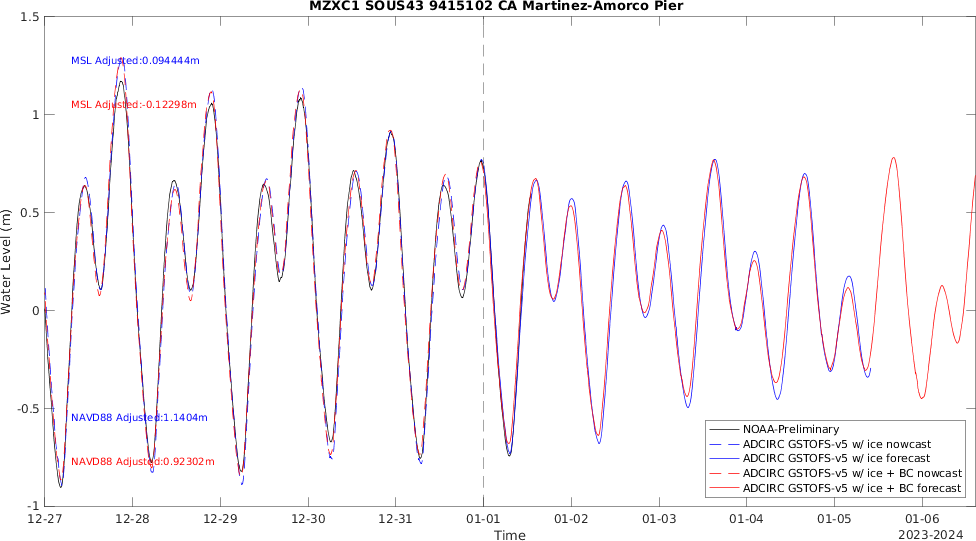 MZXC1 SOUS43 9415102 CA Martinez-Amorco Pier
1.5
MSL Adjusted:0.094444m
MSL Adjusted:-0.12298m
1
0.5
Water Level (m)
0
-0.5
NAVD88 Adjusted:1.1404m
NAVD88 Adjusted:0.92302m
-1
NOAA-Preliminary
ADCIRC GSTOFS-v5 w/ ice nowcast
ADCIRC GSTOFS-v5 w/ ice forecast
ADCIRC GSTOFS-v5 w/ ice + BC nowcast
ADCIRC GSTOFS-v5 w/ ice + BC forecast
12-27 12-28 12-29 12-30 12-31 01-01 01-02 01-03 01-04 01-05 01-06
Time
2023-2024